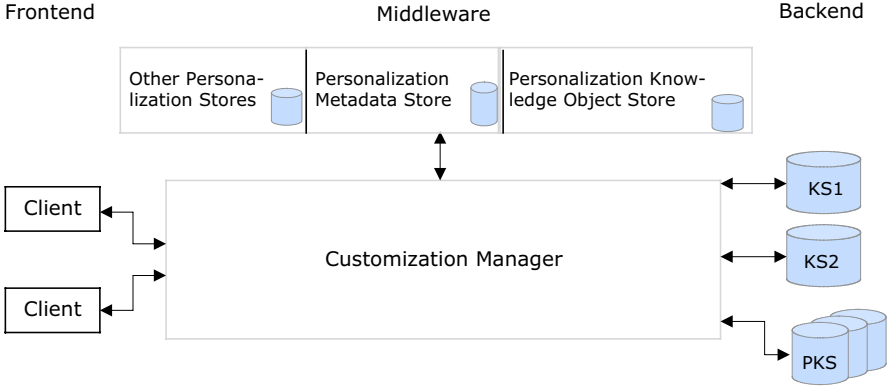 Frontend
Middleware
Backend
Other Persona-
lization Stores
Personalization
Metadata Store
Personalization Know-
ledge Object Store
KS1
Client
Customization Manager
KS2
Client
PKS